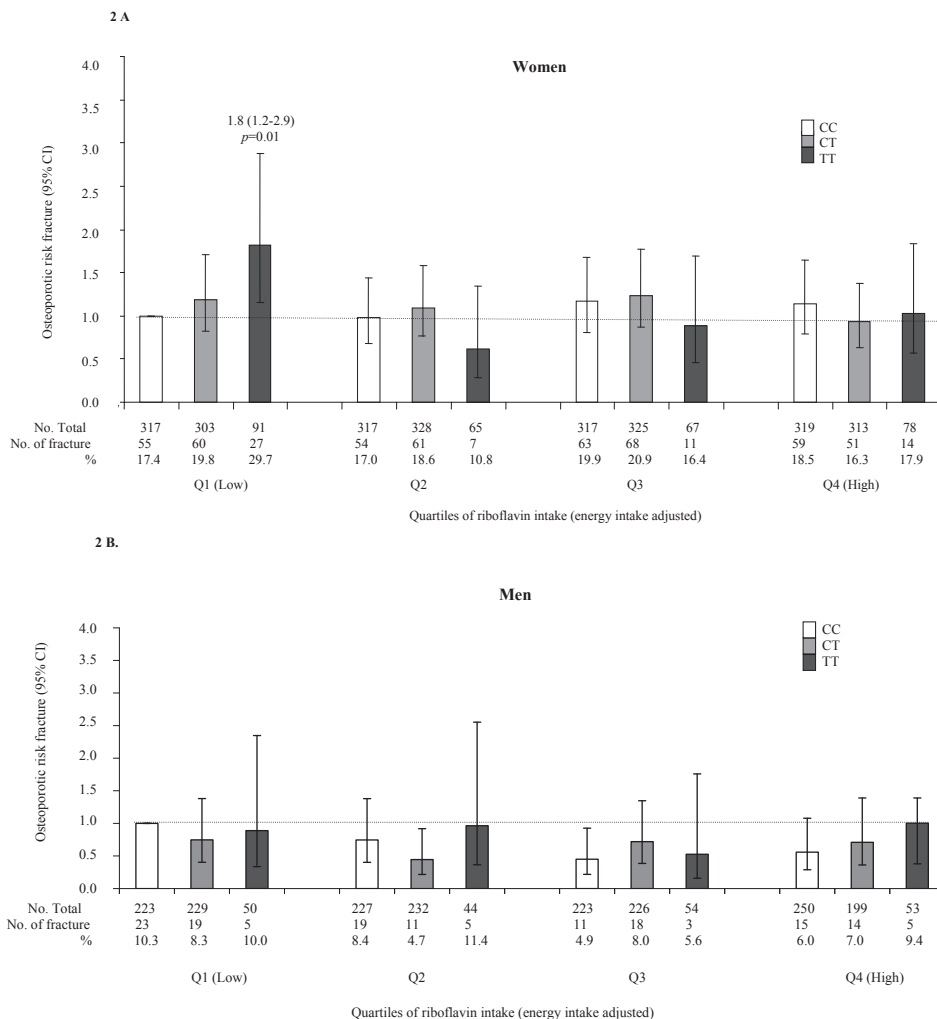 2 A
Women
4.0
3.5
3.0
2.5
2.0
1.5
1.0
0.5
0.0
Osteoporotic risk fracture (95% CI)
1.8 (1.2-2.9)
p=0.01
CC
CT
TT
No. Total 317 303 91 317 328 65 317 325 67 319 313 78
No. of fracture 55 60 27 54 61 7 63 68 11 59 51 14
% 17.4 19.8 29.7 17.0 18.6 10.8 19.9 20.9 16.4 18.5 16.3 17.9
Q1 (Low) Q2 Q3 Q4 (High)
Quartiles of riboflavin intake (energy intake adjusted)
2 B.
Men
4.0
3.5
3.0
2.5
2.0
1.5
1.0
0.5
0.0
Osteoporotic risk fracture (95% CI)
CC
CT
TT
No. Total 223 229 50 227 232 44 223 226 54 250 199 53
No. of fracture 23 19 5 19 11 5 11 18 3 15 14 5
% 10.3 8.3 10.0 8.4 4.7 11.4 4.9 8.0 5.6 6.0 7.0 9.4
Q1 (Low) Q2 Q3 Q4 (High)
Quartiles of riboflavin intake (energy intake adjusted)